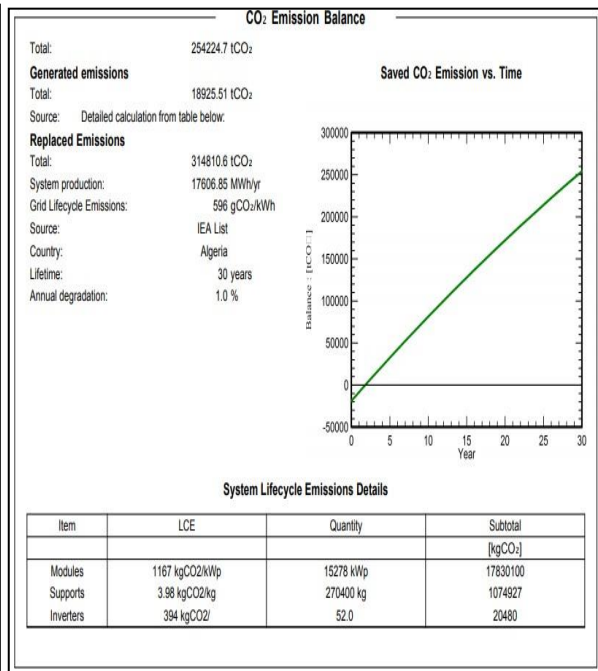 CO₂ Emission Balance
Total: 254224.7 tCO₂
Generated emissions
Total: 18925.51 tCO₂
Source: Detailed calculation from table below:
Replaced Emissions
Total: 314810.6 tCO₂
System production: 17606.85 MWh/yr
Grid Lifecycle Emissions: 596 gCO₂/kWh
Source: IEA List
Country: Algeria
Lifetime: 30 years
Annual degradation: 1.0 %
Saved CO₂ Emission vs. Time
300000
250000
200000
150000
100000
50000
0
-50000
Balance : [tCO□]
0 5 10 15 20 25 30
Year
System Lifecycle Emissions Details
Item LCE Quantity Subtotal
[kgCO₂]
Modules 1167 kgCO2/kWp 15278 kWp 17830100
Supports 3.98 kgCO2/kg 270400 kg 1074927
Inverters 394 kgCO2/ 52.0 20480